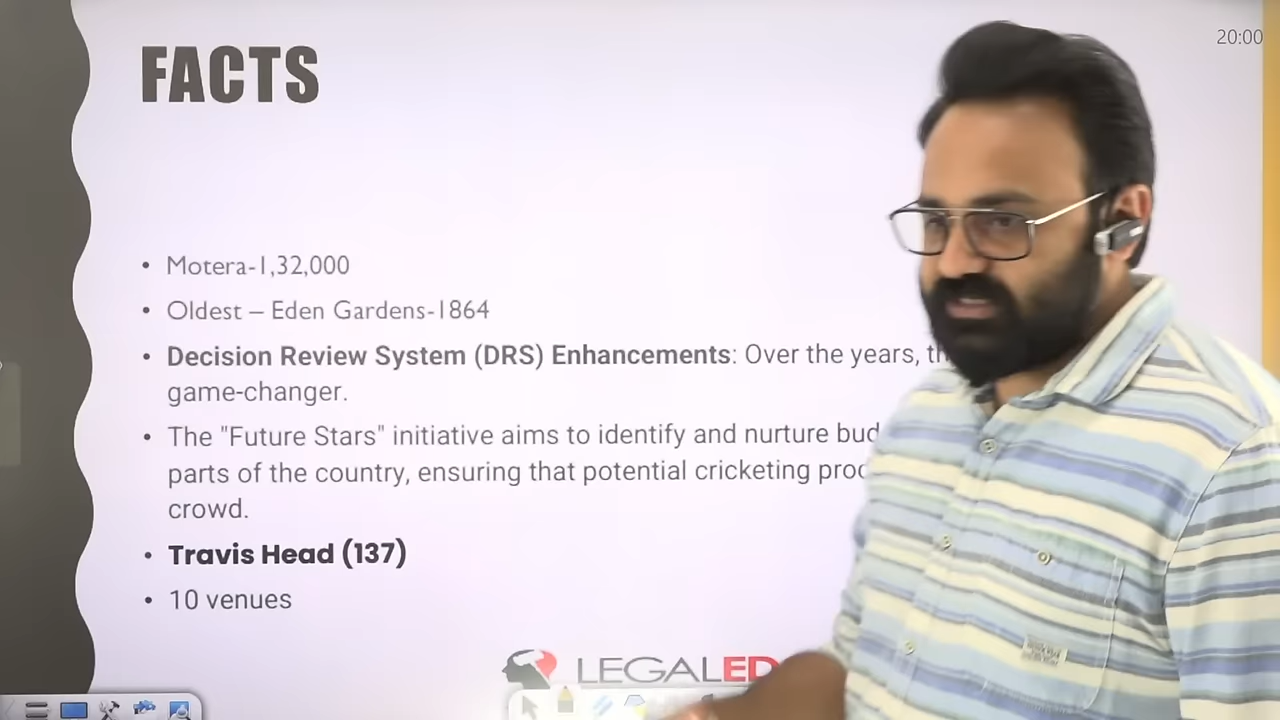 20:00
FACTS
• Motera-1,32,000
• Oldest – Eden Gardens-1864
• Decision Review System (DRS) Enhancements: Over the years,
game-changer.
• The "Future Stars" initiative aims to identify and nurture
parts of the country, ensuring that potential cricketing
crowd.
• Travis Head (137)
• 10 venues
LEGALED